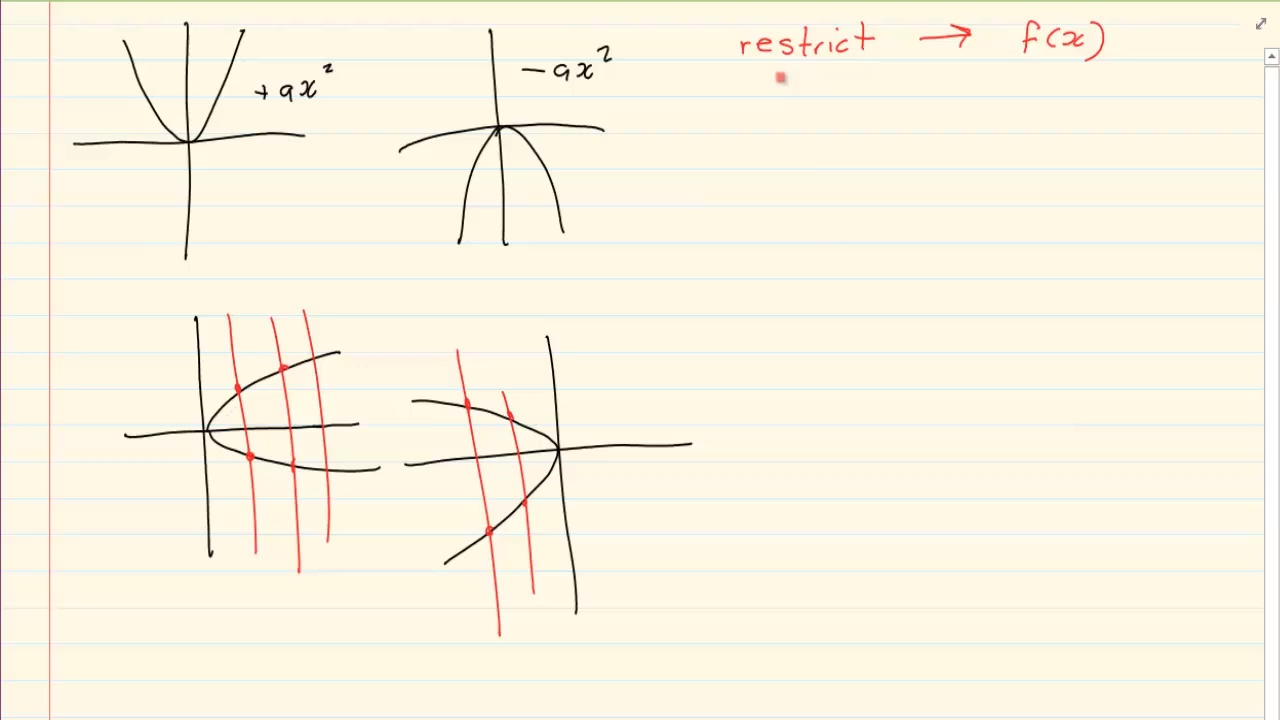 +ax²
-ax²
restrict → f(x)